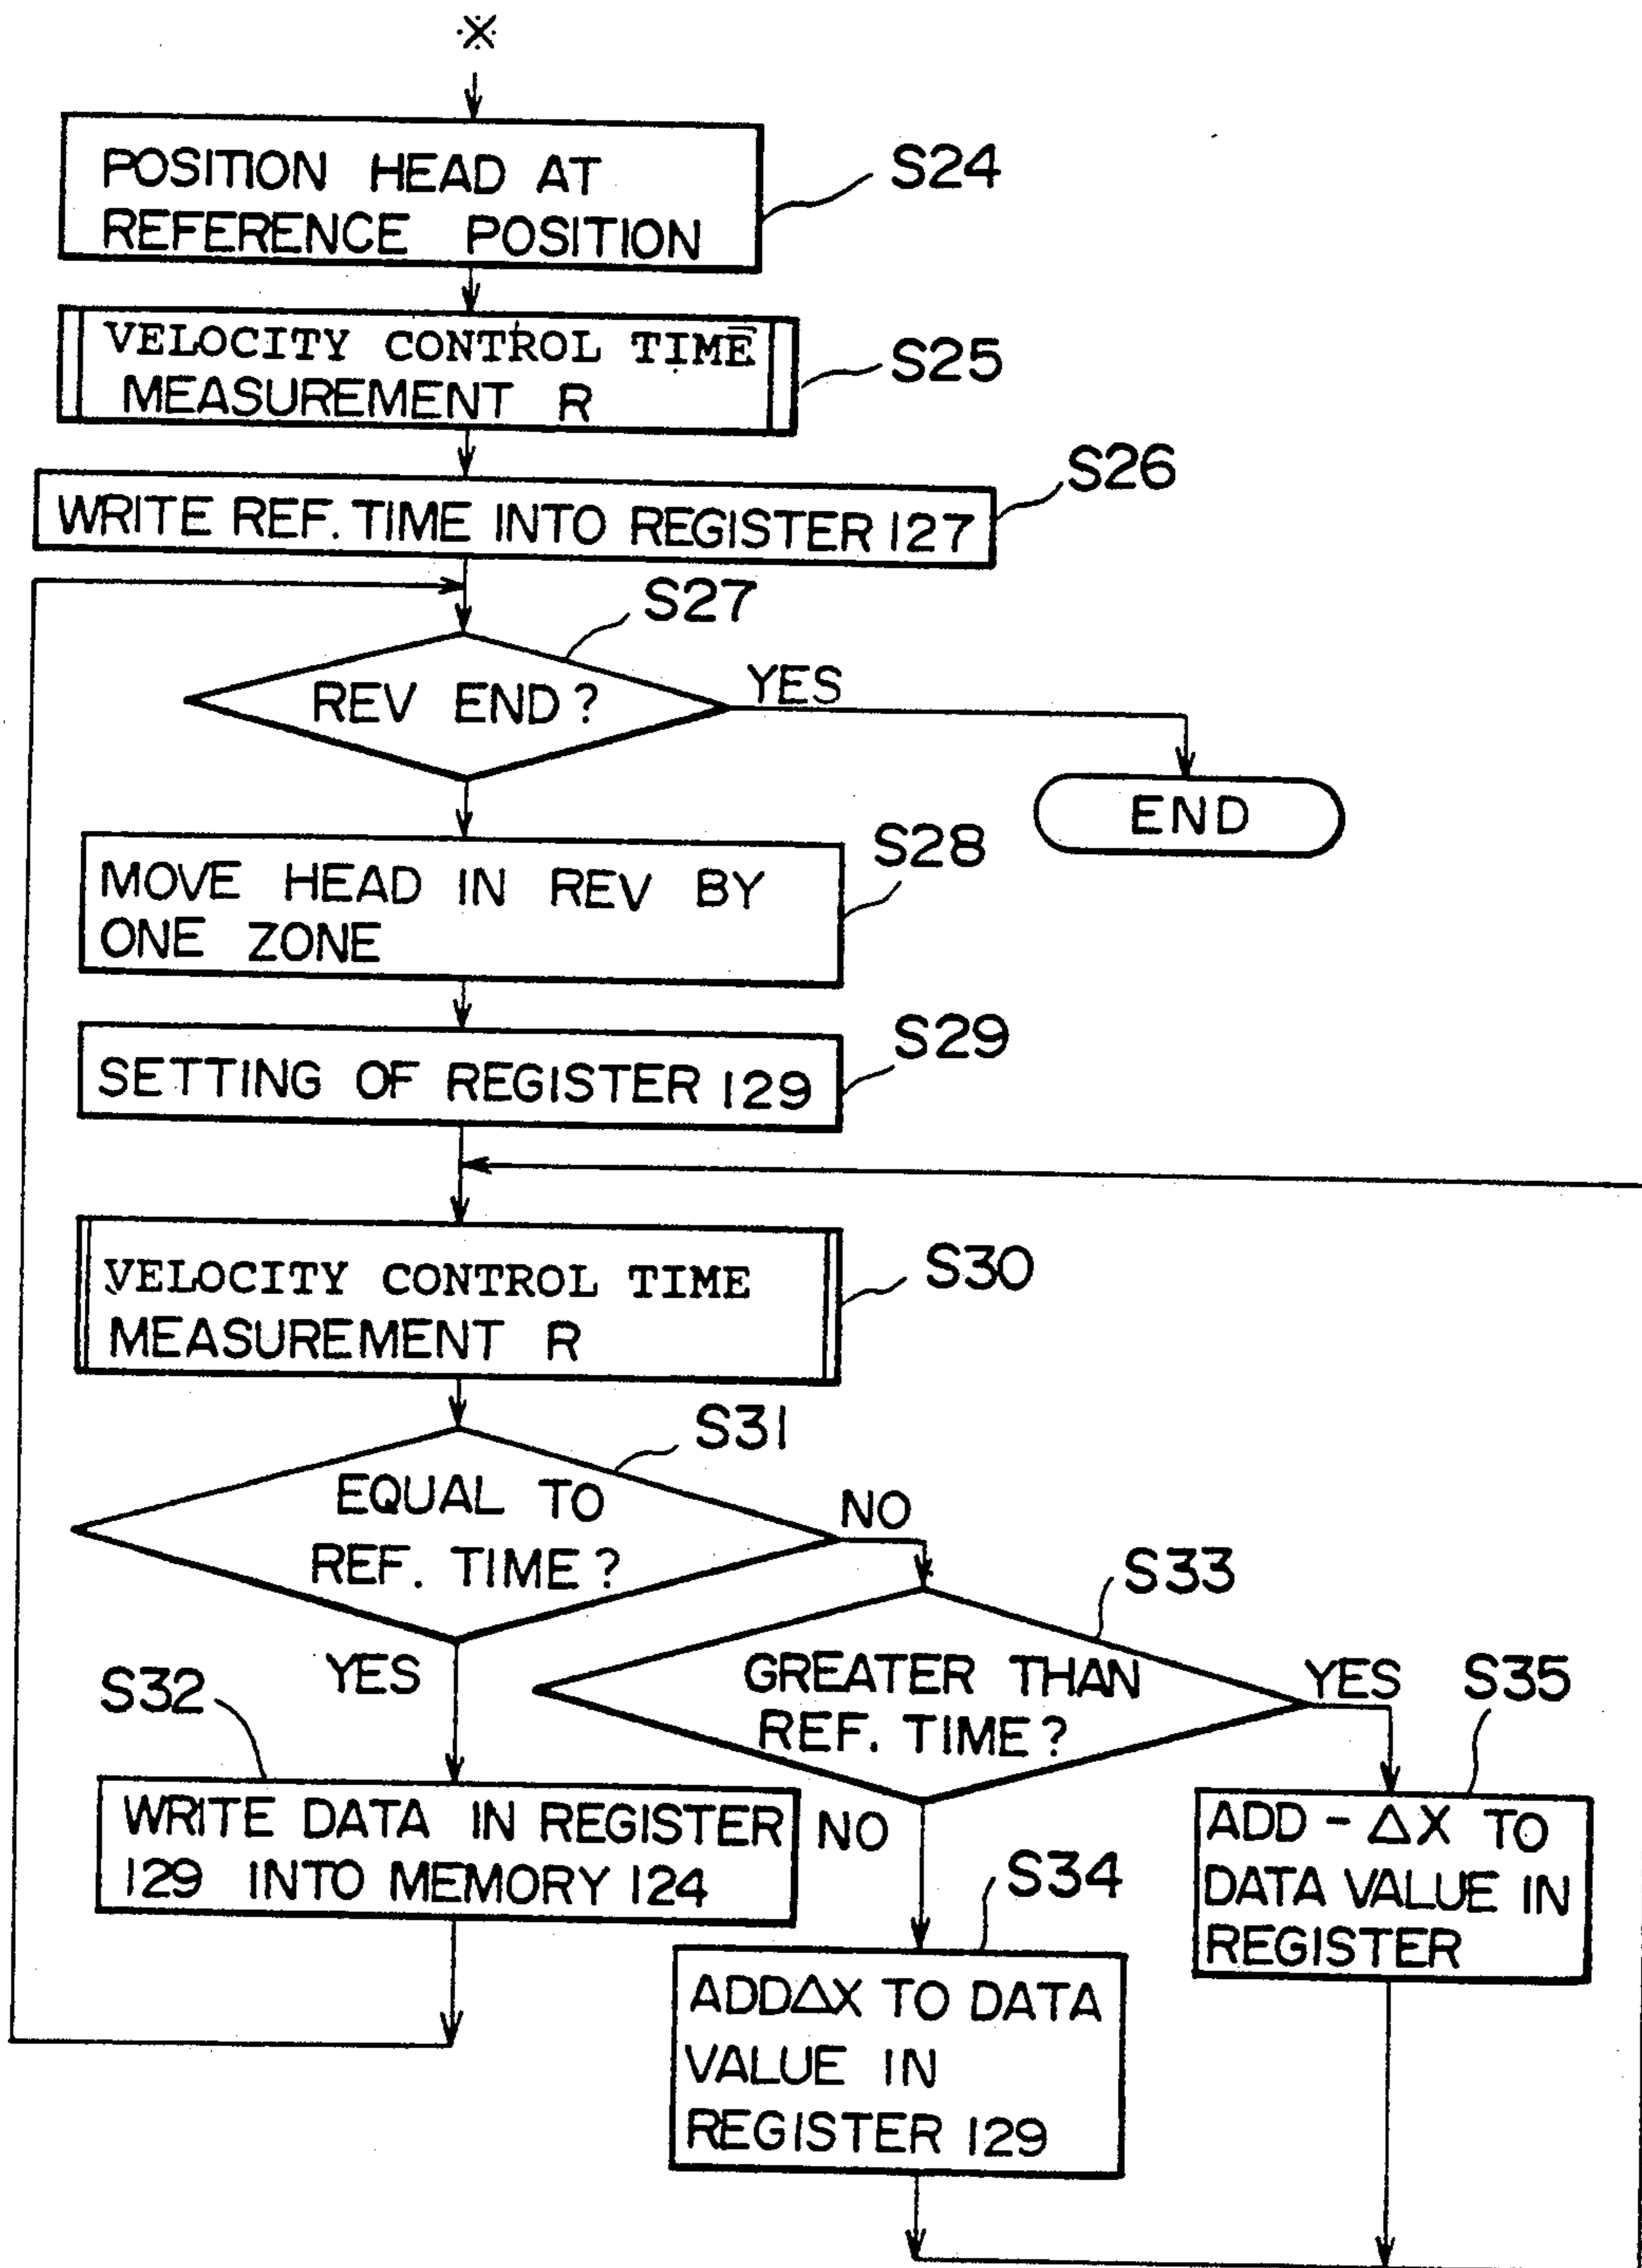 ※
POSITION HEAD AT
REFERENCE POSITION
S24
VELOCITY CONTROL TIME
MEASUREMENT R
S25
WRITE REF. TIME INTO REGISTER 127
S26
S27
REV END?
YES
END
MOVE HEAD IN REV BY
ONE ZONE
S28
SETTING OF REGISTER 129
S29
VELOCITY CONTROL TIME
MEASUREMENT R
S30
S31
EQUAL TO
REF. TIME?
NO
YES
S33
GREATER THAN
REF. TIME?
YES
NO
S32
WRITE DATA IN REGISTER
129 INTO MEMORY 124
S35
ADD -ΔX TO
DATA VALUE IN
REGISTER
S34
ADDΔX TO DATA
VALUE IN
REGISTER 129